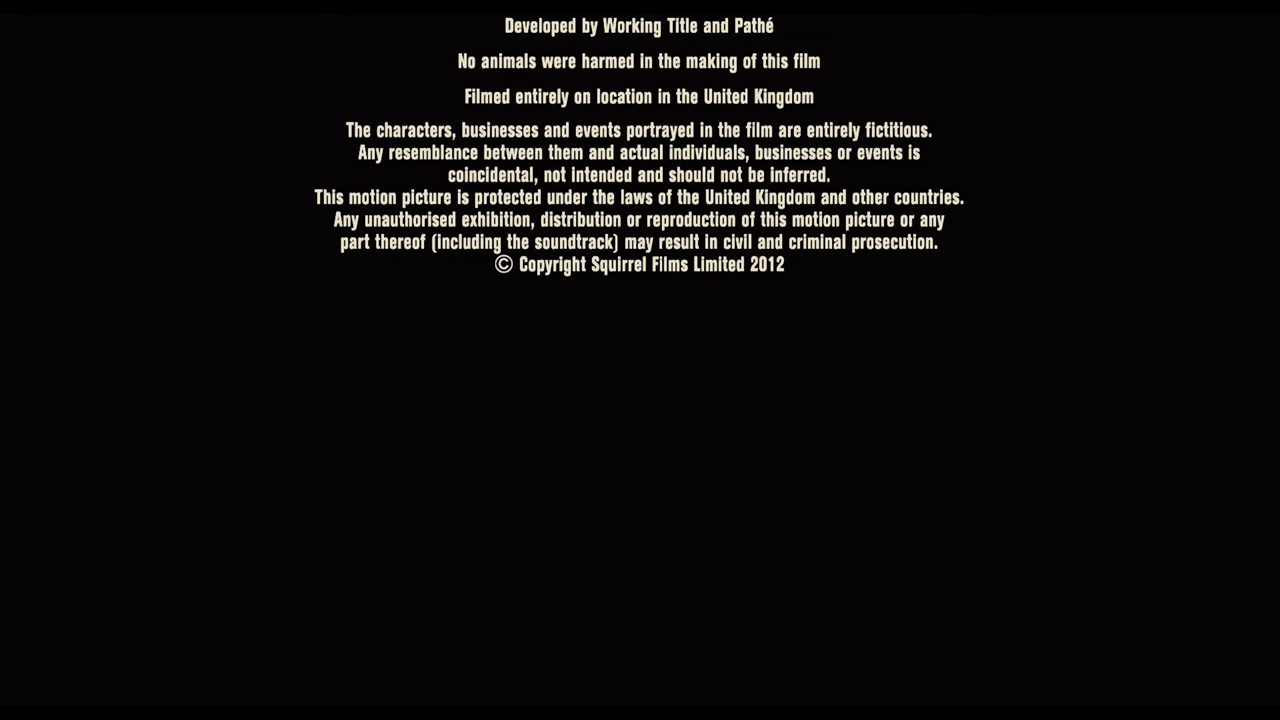 Developed by Working Title and Pathé
No animals were harmed in the making of this film
Filmed entirely on location in the United Kingdom
The characters, businesses and events portrayed in the film are entirely fictitious.
Any resemblance between them and actual individuals, businesses or events is
coincidental, not intended and should not be inferred.
This motion picture is protected under the laws of the United Kingdom and other countries.
Any unauthorised exhibition, distribution or reproduction of this motion picture or any
part thereof (including the soundtrack) may result in civil and criminal prosecution.
© Copyright Squirrel Films Limited 2012